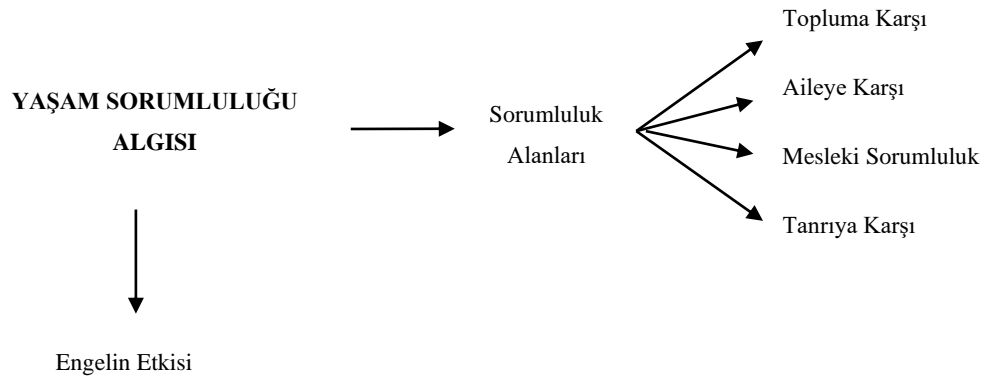 YAŞAM SORUMLULUĞU
ALGISI
Sorumluluk
Alanları
Topluma Karşı
Aileye Karşı
Mesleki Sorumluluk
Tanrıya Karşı
Engelin Etkisi